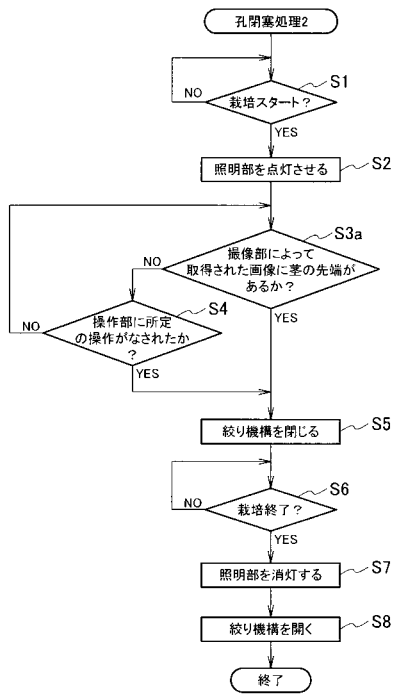 孔閉塞処理2
S1
NO
栽培スタート?
YES
照明部を点灯させる
S2
S3a
NO
撮像部によって
取得された画像に茎の先端が
あるか?
YES
S4
NO
操作部に所定
の操作がなされたか
?
YES
絞り機構を閉じる
S5
S6
NO
栽培終了?
YES
照明部を消灯する
S7
絞り機構を開く
S8
終了